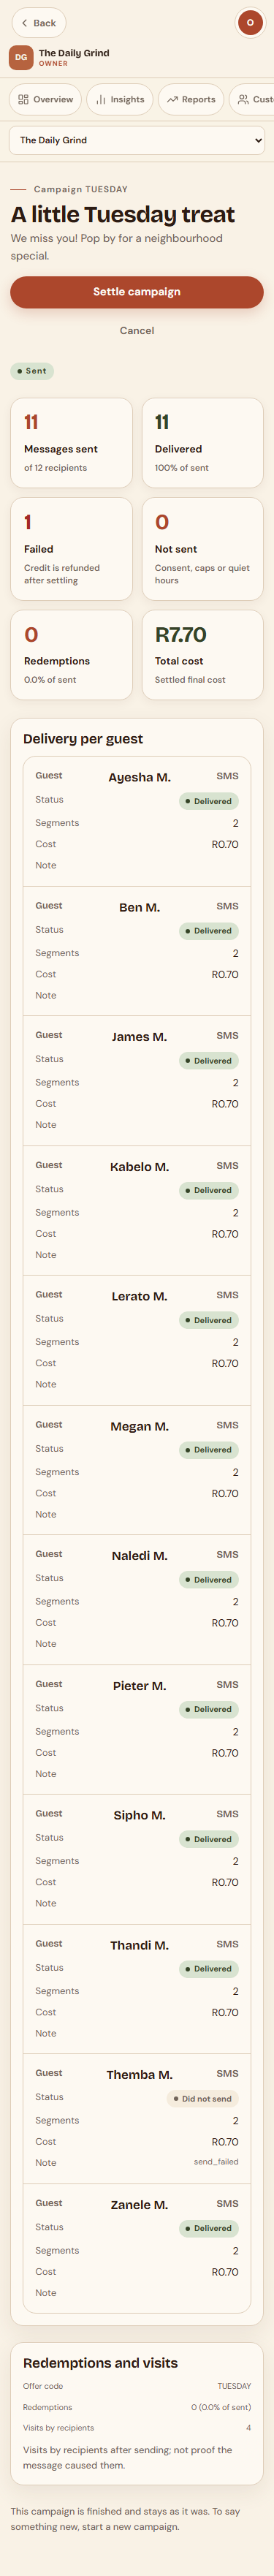 Back
O
DG
The Daily Grind
OWNER
Overview
Insights
Reports
Custo
The Daily Grind
Campaign TUESDAY
A little Tuesday treat
We miss you! Pop by for a neighbourhood
special.
Settle campaign
Cancel
Sent
11
Messages sent
of 12 recipients
11
Delivered
100% of sent
1
Failed
Credit is refunded
after settling
0
Not sent
Consent, caps or quiet
hours
0
Redemptions
0.0% of sent
R7.70
Total cost
Settled final cost
Delivery per guest
Guest Ayesha M. SMS
Status Delivered
Segments 2
Cost R0.70
Note
Guest Ben M. SMS
Status Delivered
Segments 2
Cost R0.70
Note
Guest James M. SMS
Status Delivered
Segments 2
Cost R0.70
Note
Guest Kabelo M. SMS
Status Delivered
Segments 2
Cost R0.70
Note
Guest Lerato M. SMS
Status Delivered
Segments 2
Cost R0.70
Note
Guest Megan M. SMS
Status Delivered
Segments 2
Cost R0.70
Note
Guest Naledi M. SMS
Status Delivered
Segments 2
Cost R0.70
Note
Guest Pieter M. SMS
Status Delivered
Segments 2
Cost R0.70
Note
Guest Sipho M. SMS
Status Delivered
Segments 2
Cost R0.70
Note
Guest Thandi M. SMS
Status Delivered
Segments 2
Cost R0.70
Note
Guest Themba M. SMS
Status Did not send
Segments 2
Cost R0.70
Note send_failed
Guest Zanele M. SMS
Status Delivered
Segments 2
Cost R0.70
Note
Redemptions and visits
Offer code TUESDAY
Redemptions 0 (0.0% of sent)
Visits by recipients 4
Visits by recipients after sending; not proof the
message caused them.
This campaign is finished and stays as it was. To say
something new, start a new campaign.